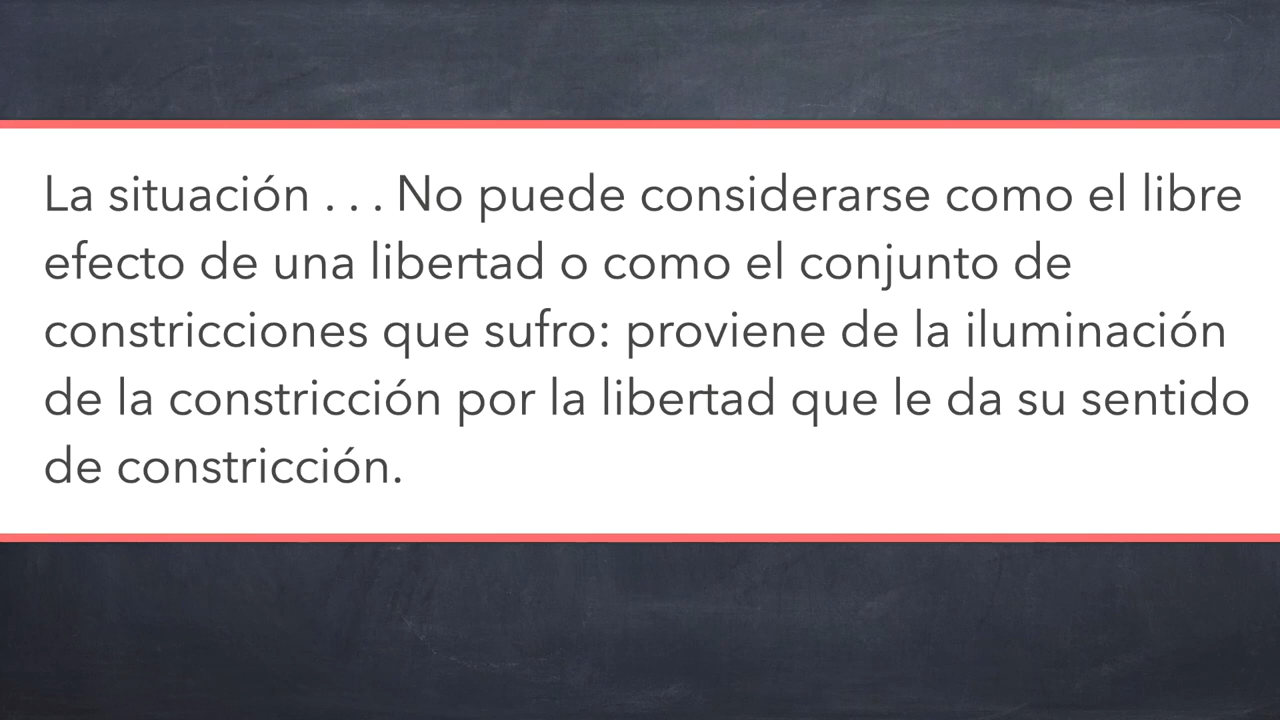 La situación . . . No puede considerarse como el libre
efecto de una libertad o como el conjunto de
constricciones que sufro: proviene de la iluminación
de la constricción por la libertad que le da su sentido
de constricción.